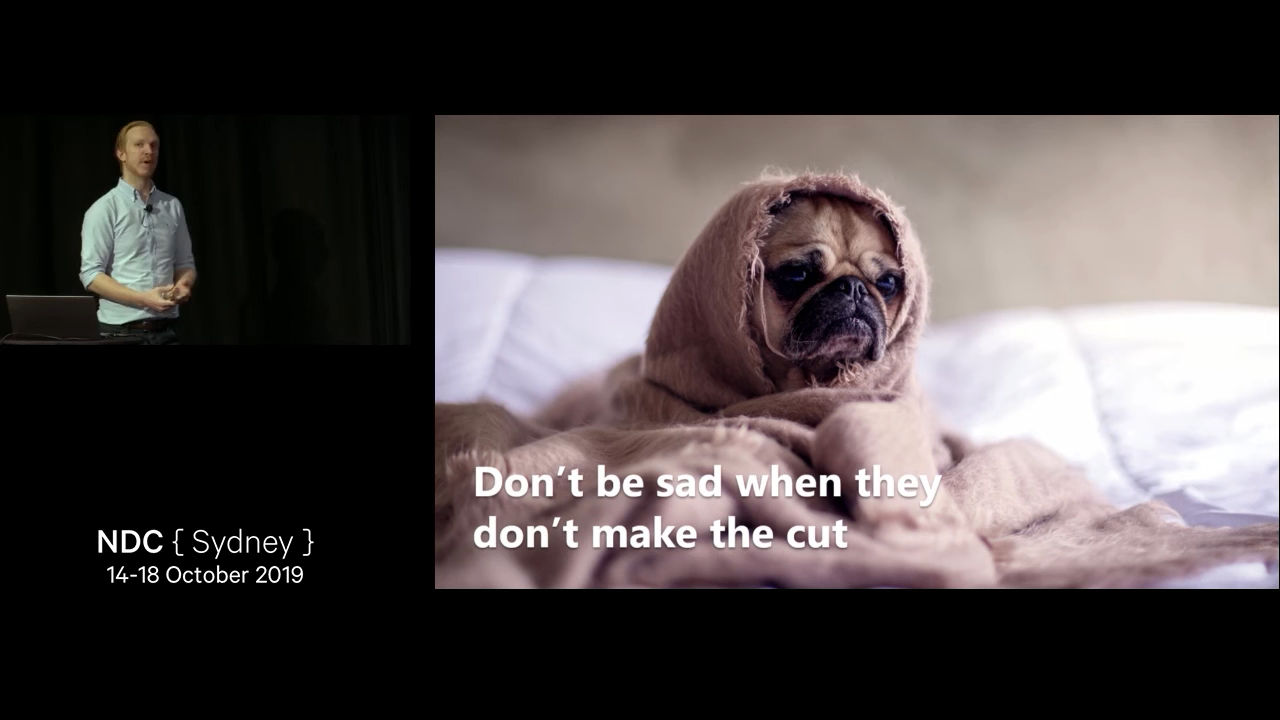 NDC { Sydney }
14-18 October 2019
Don’t be sad when they
don’t make the cut